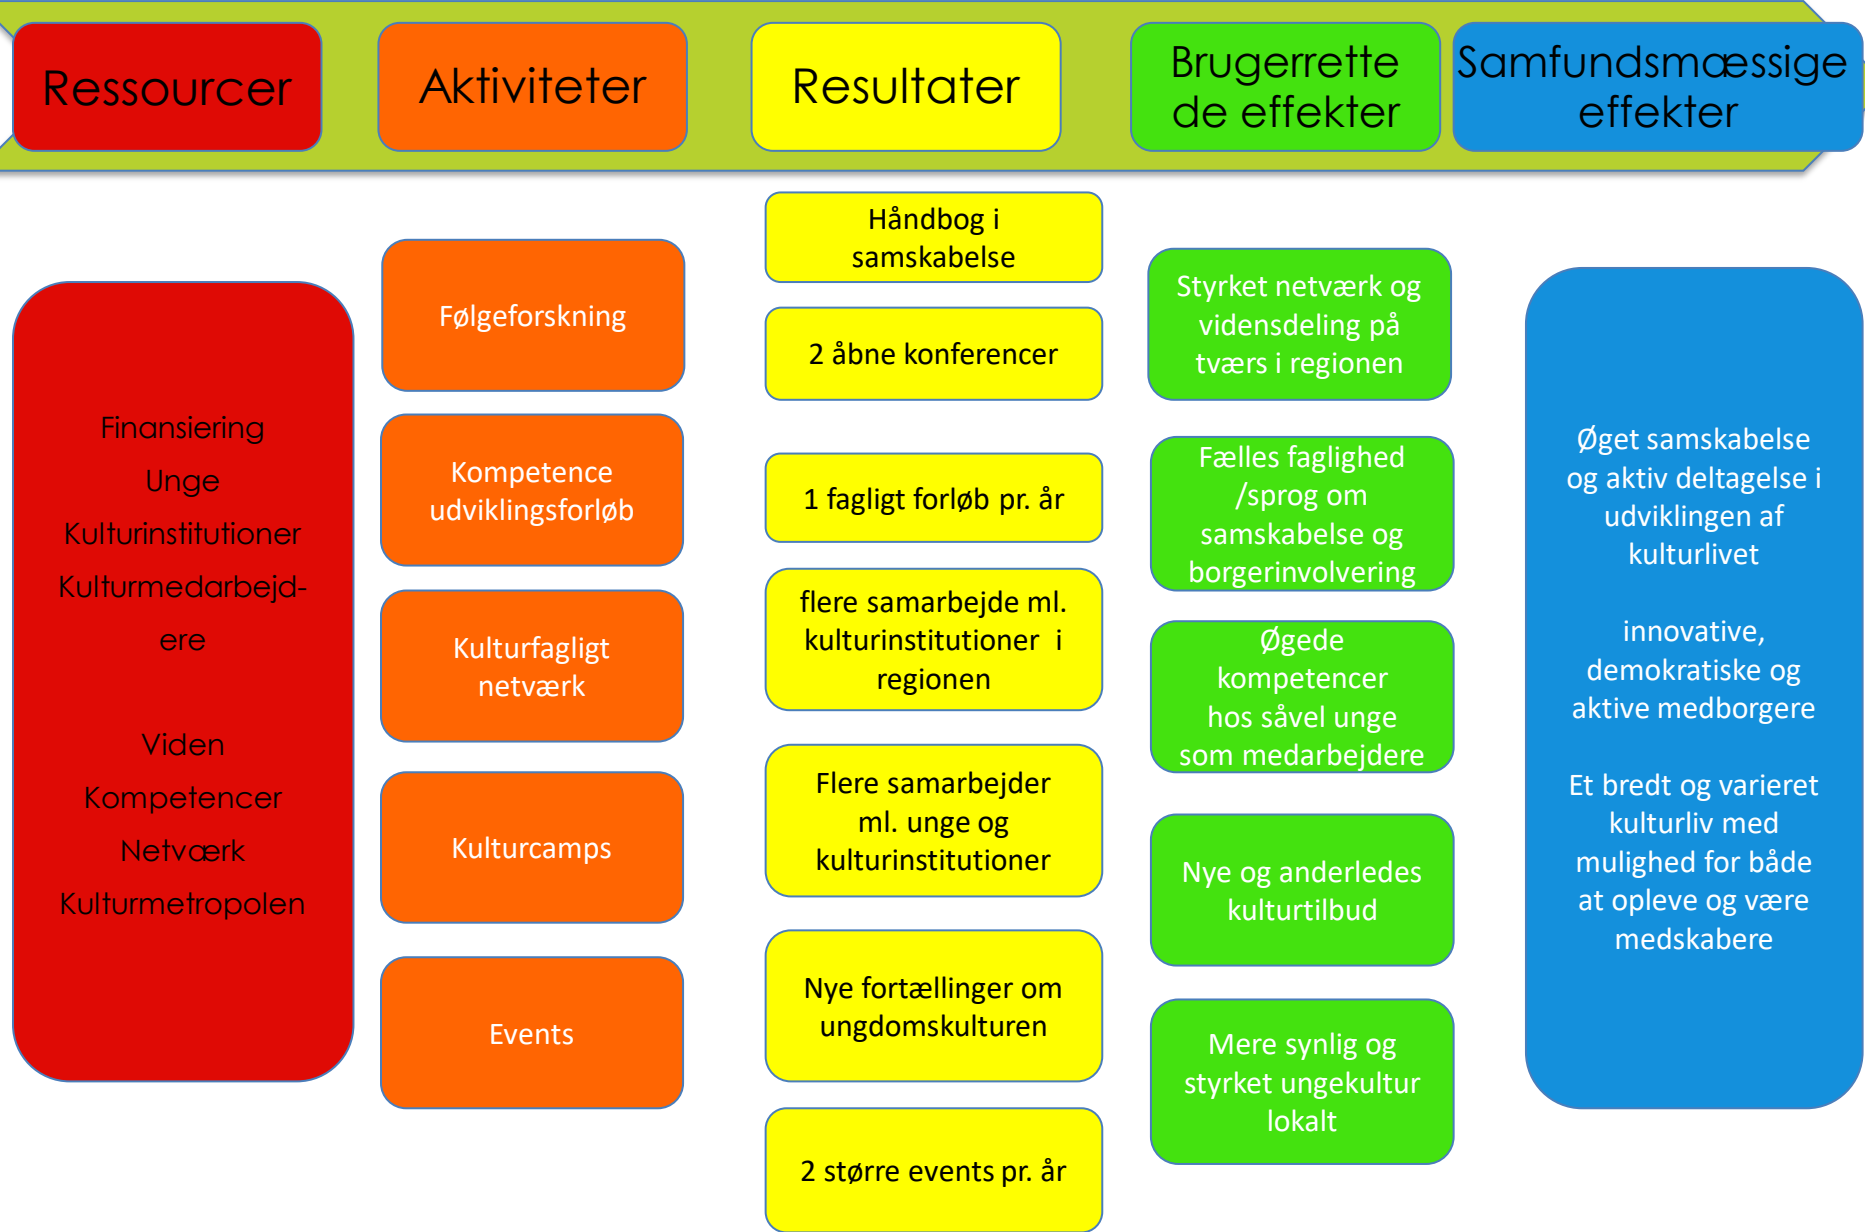 Ressourcer
Aktiviteter
Resultater
Brugerrette
de effekter
Samfundsmæssige
effekter
Finansiering
Unge
Kulturinstitutioner
Kulturmedarbejd-
ere
Viden
Kompetencer
Netværk
Kulturmetropolen
Følgeforskning
Kompetence
udviklingsforløb
Kulturfagligt
netværk
Kulturcamps
Events
Håndbog i
samskabelse
2 åbne konferencer
1 fagligt forløb pr. år
flere samarbejde ml.
kulturinstitutioner i
regionen
Flere samarbejder
ml. unge og
kulturinstitutioner
Nye fortællinger om
ungdomskulturen
2 større events pr. år
Styrket netværk og
vidensdeling på
tværs i regionen
Fælles faglighed
/sprog om
samskabelse og
borgerinvolvering
Øgede
kompetencer
hos såvel unge
som medarbejdere
Nye og anderledes
kulturtilbud
Mere synlig og
styrket ungekultur
lokalt
Øget samskabelse
og aktiv deltagelse i
udviklingen af
kulturlivet
innovative,
demokratiske og
aktive medborgere
Et bredt og varieret
kulturliv med
mulighed for både
at opleve og være
medskabere